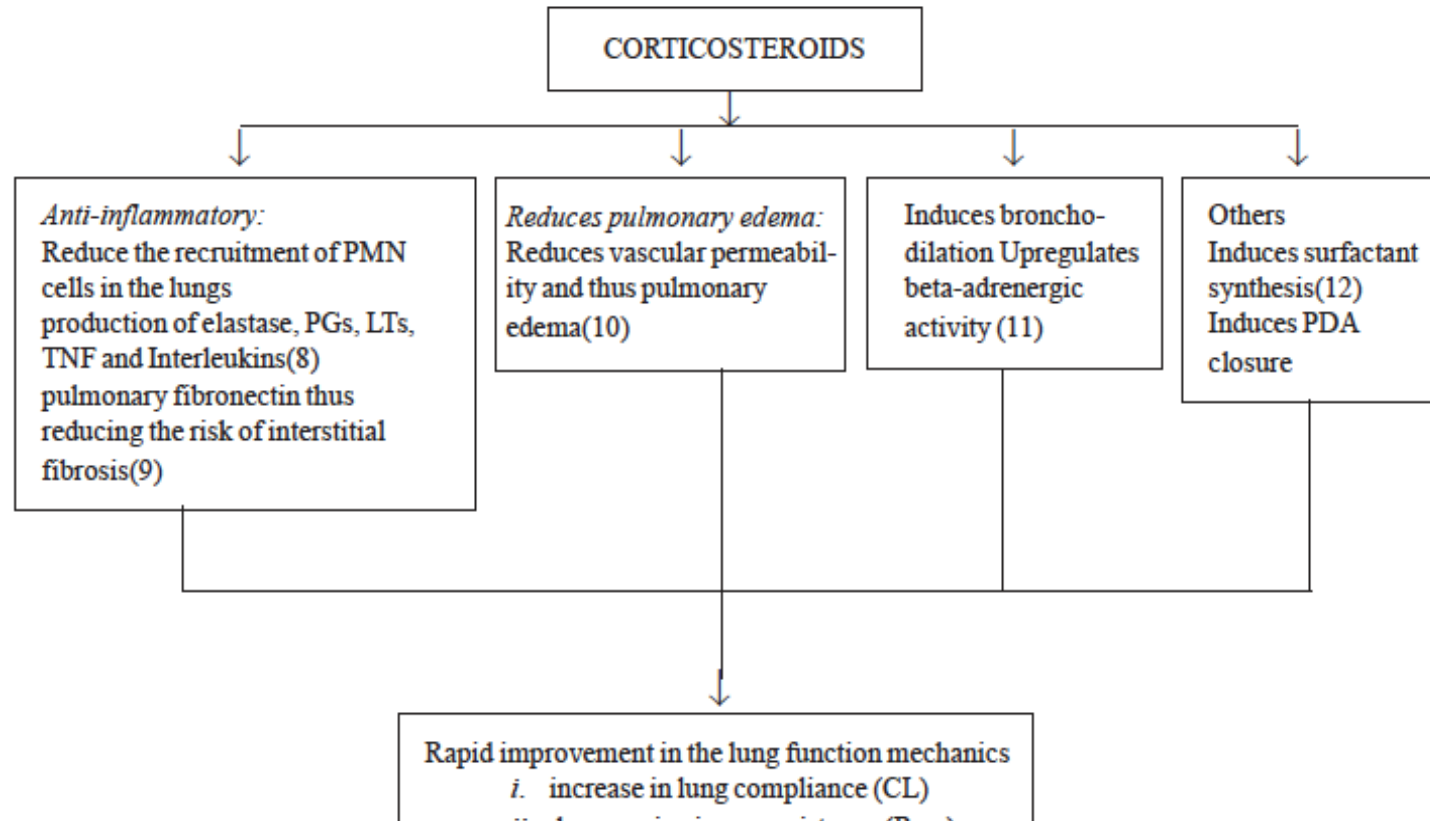 CORTICOSTEROIDS
Anti-inflammatory:
Reduce the recruitment of PMN
cells in the lungs
production of elastase, PGs, LTs,
TNF and Interleukins(8)
pulmonary fibronectin thus
reducing the risk of interstitial
fibrosis(9)
Reduces pulmonary edema:
Reduces vascular permeabil-
ity and thus pulmonary
edema(10)
Induces broncho-
dilation Upregulates
beta-adrenergic
activity (11)
Others
Induces surfactant
synthesis(12)
Induces PDA
closure
Rapid improvement in the lung function mechanics
i. increase in lung compliance (CL)